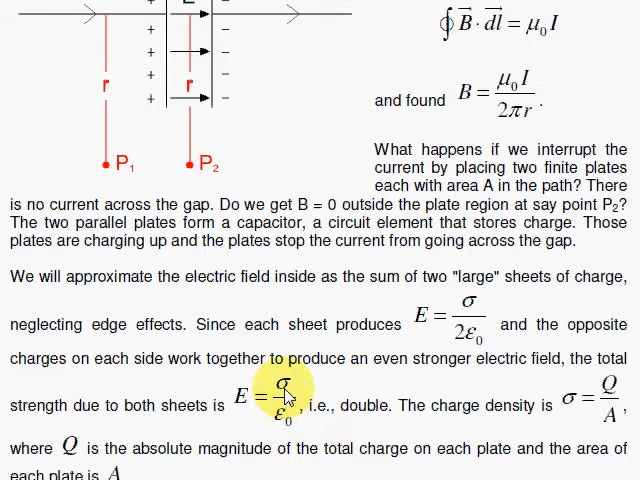 + E −
r r
+ −
+ −
+ −
+ −
P₁ P₂
∮ B⃗ · dl⃗ = μ₀I
and found B = μ₀I / 2πr .
What happens if we interrupt the
current by placing two finite plates
each with area A in the path? There
is no current across the gap. Do we get B = 0 outside the plate region at say point P₂?
The two parallel plates form a capacitor, a circuit element that stores charge. Those
plates are charging up and the plates stop the current from going across the gap.
We will approximate the electric field inside as the sum of two "large" sheets of charge,
neglecting edge effects. Since each sheet produces E = σ / 2ε₀ and the opposite
charges on each side work together to produce an even stronger electric field, the total
strength due to both sheets is E = σ / ε₀ , i.e., double. The charge density is σ = Q / A ,
where Q is the absolute magnitude of the total charge on each plate and the area of
each plate is A